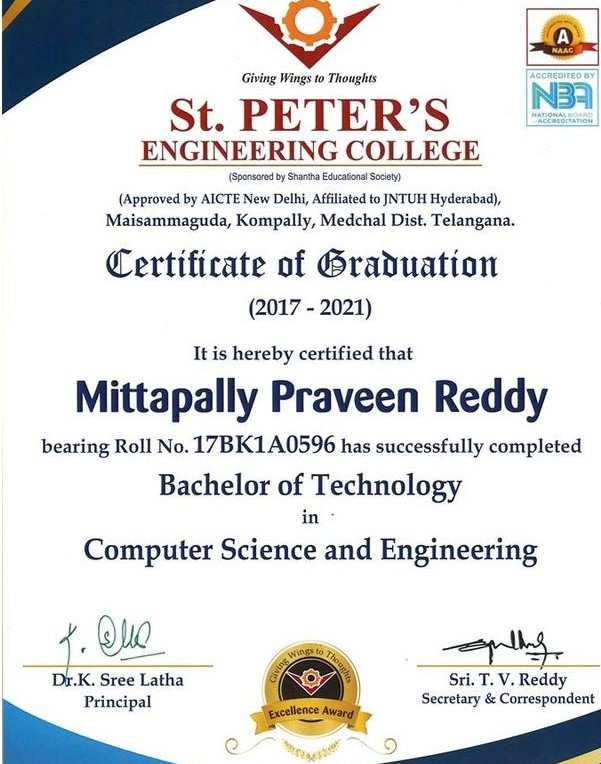 Giving Wings to Thoughts
St. PETER'S
ENGINEERING COLLEGE
(Sponsored by Shantha Educational Society)
(Approved by AICTE New Delhi, Affiliated to JNTUH Hyderabad),
Maisammaguda, Kompally, Medchal Dist. Telangana.
A
NAAC
ACCREDITED BY
NBA
NATIONAL BOARD
of ACCREDITATION
Certificate of Graduation
(2017 - 2021)
It is hereby certified that
Mittapally Praveen Reddy
bearing Roll No. 17BK1A0596 has successfully completed
Bachelor of Technology
in
Computer Science and Engineering
Dr.K. Sree Latha
Principal
Giving Wings to Thoughts
Excellence Award
Sri. T. V. Reddy
Secretary & Correspondent